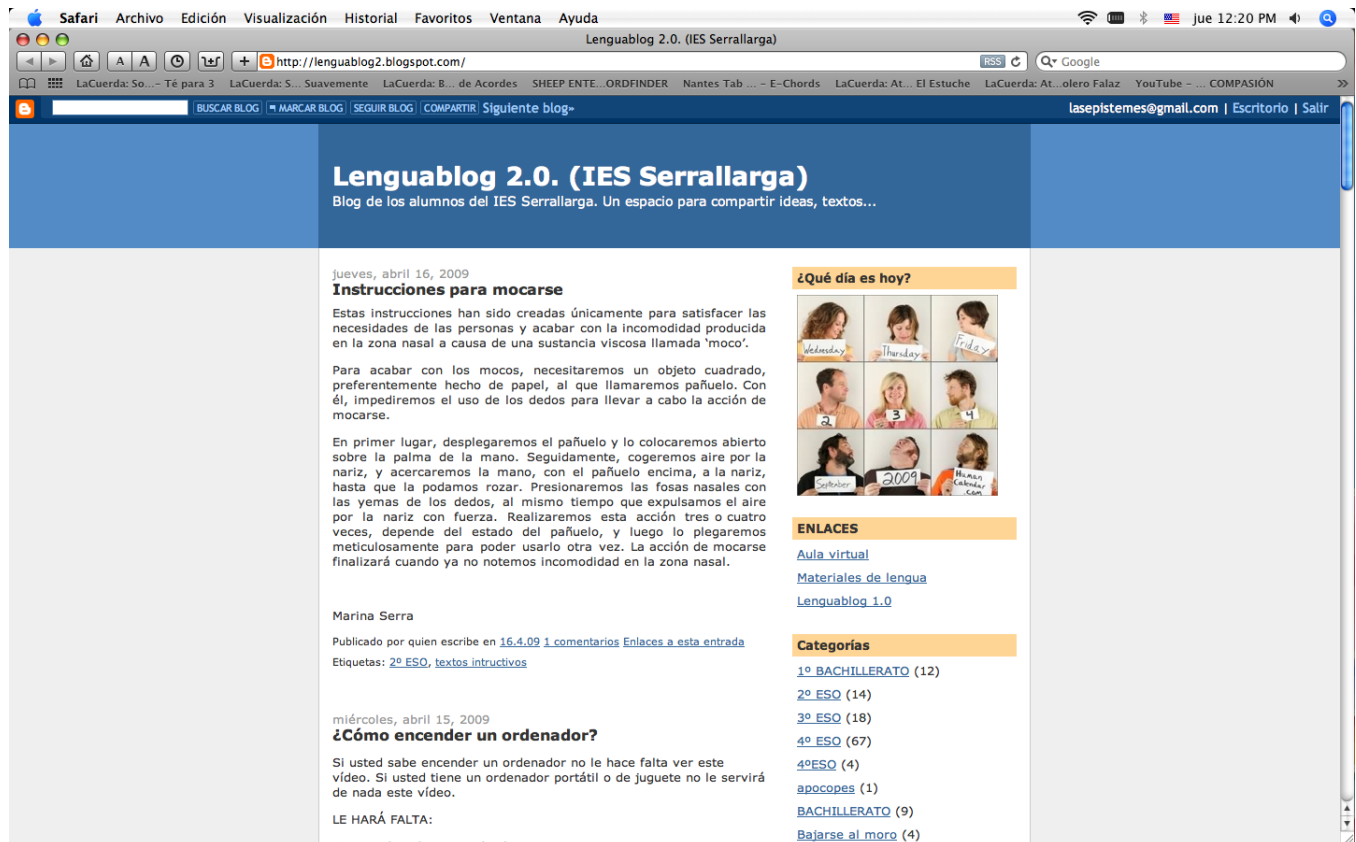 Safari Archivo Edición Visualización Historial Favoritos Ventana Ayuda jue 12:20 PM
Lenguablog 2.0. (IES Serrallarga)
A A http://lenguablog2.blogspot.com/ RSS Google
LaCuerda: So...– Té para 3 LaCuerda: S... Suavemente LaCuerda: B... de Acordes SHEEP ENTE...ORDFINDER Nantes Tab ... – E-Chords LaCuerda: At... El Estuche LaCuerda: At...olero Falaz YouTube – ... COMPASIÓN »
BUSCAR BLOG MARCAR BLOG SEGUIR BLOG COMPARTIR Siguiente blog» lasepistemes@gmail.com | Escritorio | Salir
Lenguablog 2.0. (IES Serrallarga)
Blog de los alumnos del IES Serrallarga. Un espacio para compartir ideas, textos...
jueves, abril 16, 2009
Instrucciones para mocarse
Estas instrucciones han sido creadas únicamente para satisfacer las
necesidades de las personas y acabar con la incomodidad producida
en la zona nasal a causa de una sustancia viscosa llamada ‘moco’.
Para acabar con los mocos, necesitaremos un objeto cuadrado,
preferentemente hecho de papel, al que llamaremos pañuelo. Con
él, impediremos el uso de los dedos para llevar a cabo la acción de
mocarse.
En primer lugar, desplegaremos el pañuelo y lo colocaremos abierto
sobre la palma de la mano. Seguidamente, cogeremos aire por la
nariz, y acercaremos la mano, con el pañuelo encima, a la nariz,
hasta que la podamos rozar. Presionaremos las fosas nasales con
las yemas de los dedos, al mismo tiempo que expulsamos el aire
por la nariz con fuerza. Realizaremos esta acción tres o cuatro
veces, depende del estado del pañuelo, y luego lo plegaremos
meticulosamente para poder usarlo otra vez. La acción de mocarse
finalizará cuando ya no notemos incomodidad en la zona nasal.
Marina Serra
Publicado por quien escribe en 16.4.09 1 comentarios Enlaces a esta entrada
Etiquetas: 2º ESO, textos intructivos
miércoles, abril 15, 2009
¿Cómo encender un ordenador?
Si usted sabe encender un ordenador no le hace falta ver este
vídeo. Si usted tiene un ordenador portátil o de juguete no le servirá
de nada este vídeo.
LE HARÁ FALTA:
¿Qué día es hoy?
Wednesday Thursday Friday
2 3 4
September 2009 Human
Calendar
.com
ENLACES
Aula virtual
Materiales de lengua
Lenguablog 1.0
Categorías
1º BACHILLERATO (12)
2º ESO (14)
3º ESO (18)
4º ESO (67)
4ºESO (4)
apocopes (1)
BACHILLERATO (9)
Bajarse al moro (4)